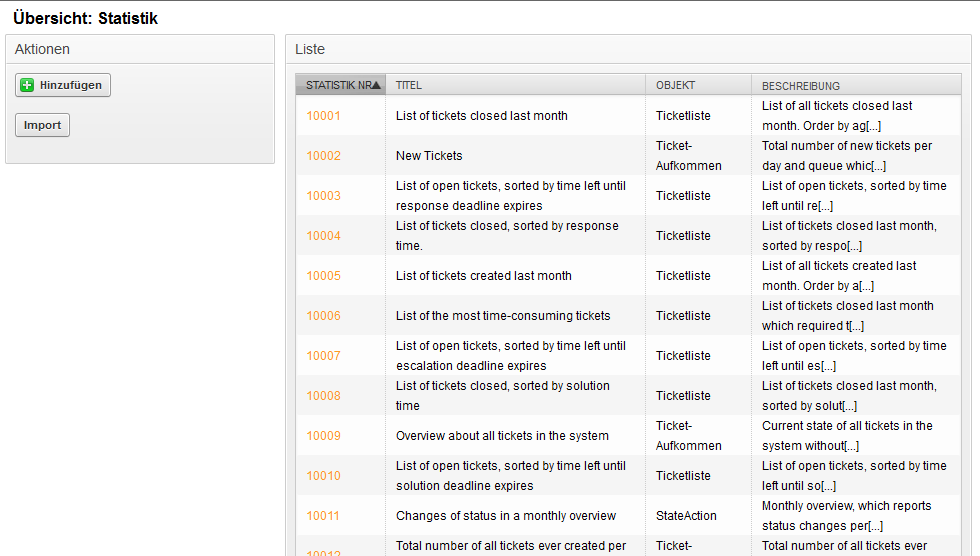 Übersicht: Statistik
Aktionen
Hinzufügen
Import
Liste
STATISTIK NR▲ TITEL OBJEKT BESCHREIBUNG
10001 List of tickets closed last month Ticketliste List of all tickets closed last
month. Order by ag[...]
10002 New Tickets Ticket-
Aufkommen Total number of new tickets per
day and queue whic[...]
10003 List of open tickets, sorted by time left until
response deadline expires Ticketliste List of open tickets, sorted by time
left until re[...]
10004 List of tickets closed, sorted by response
time. Ticketliste List of tickets closed last month,
sorted by respo[...]
10005 List of tickets created last month Ticketliste List of all tickets created last
month. Order by a[...]
10006 List of the most time-consuming tickets Ticketliste List of tickets closed last month
which required t[...]
10007 List of open tickets, sorted by time left until
escalation deadline expires Ticketliste List of open tickets, sorted by time
left until es[...]
10008 List of tickets closed, sorted by solution
time Ticketliste List of tickets closed last month,
sorted by solut[...]
10009 Overview about all tickets in the system Ticket-
Aufkommen Current state of all tickets in the
system without[...]
10010 List of open tickets, sorted by time left until
solution deadline expires Ticketliste List of open tickets, sorted by time
left until so[...]
10011 Changes of status in a monthly overview StateAction Monthly overview, which reports
status changes per[...]
10012 Total number of all tickets ever created per Ticket- Total number of all tickets ever